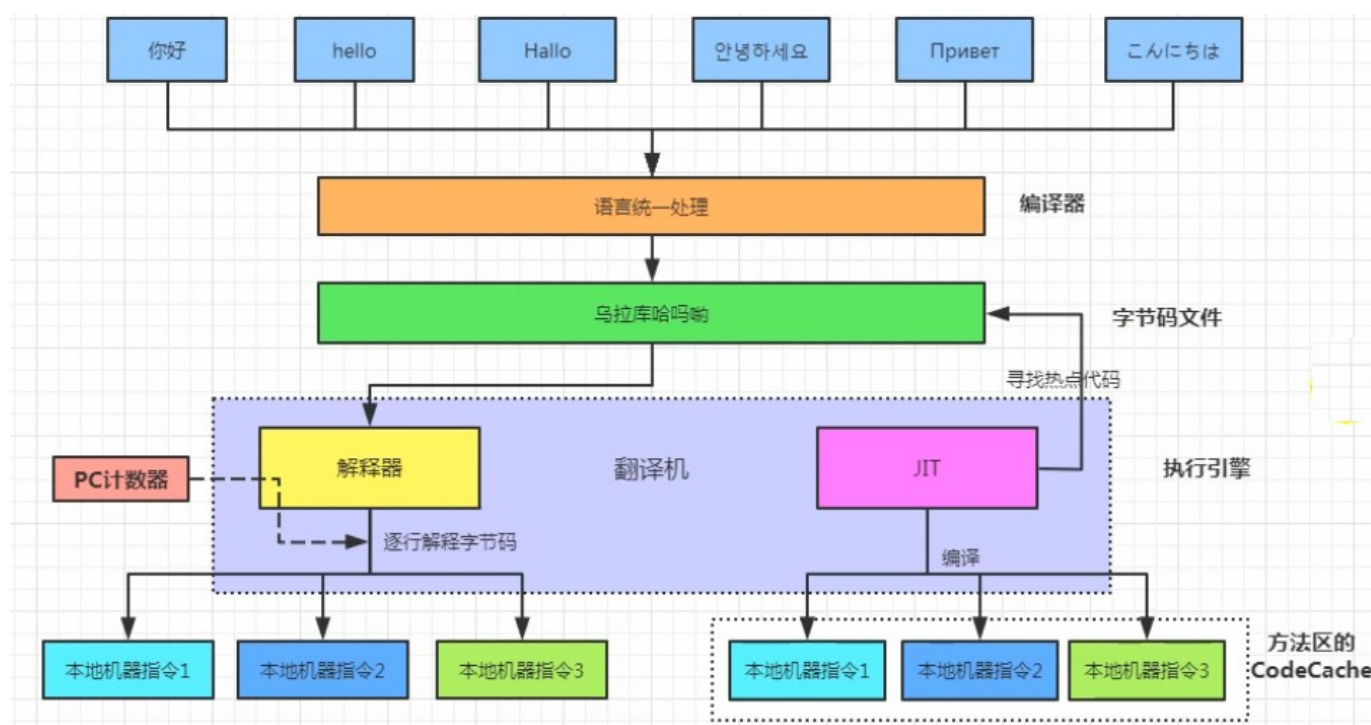 你好
hello
Hallo
안녕하세요
Привет
こんにちは
语言统一处理
编译器
乌拉库哈吗哟
字节码文件
寻找热点代码
PC计数器
解释器
翻译机
JIT
执行引擎
逐行解释字节码
编译
本地机器指令1
本地机器指令2
本地机器指令3
本地机器指令1
本地机器指令2
本地机器指令3
方法区的
CodeCache